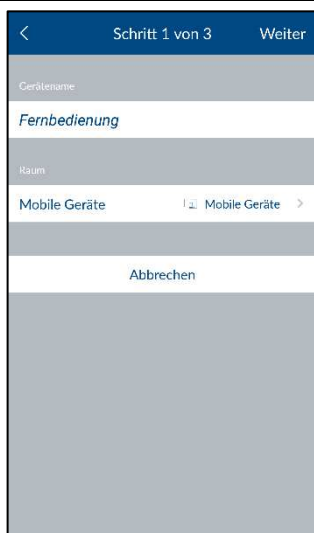 Schritt 1 von 3 Weiter
Gerätename
Fernbedienung
Raum
Mobile Geräte Mobile Geräte
Abbrechen